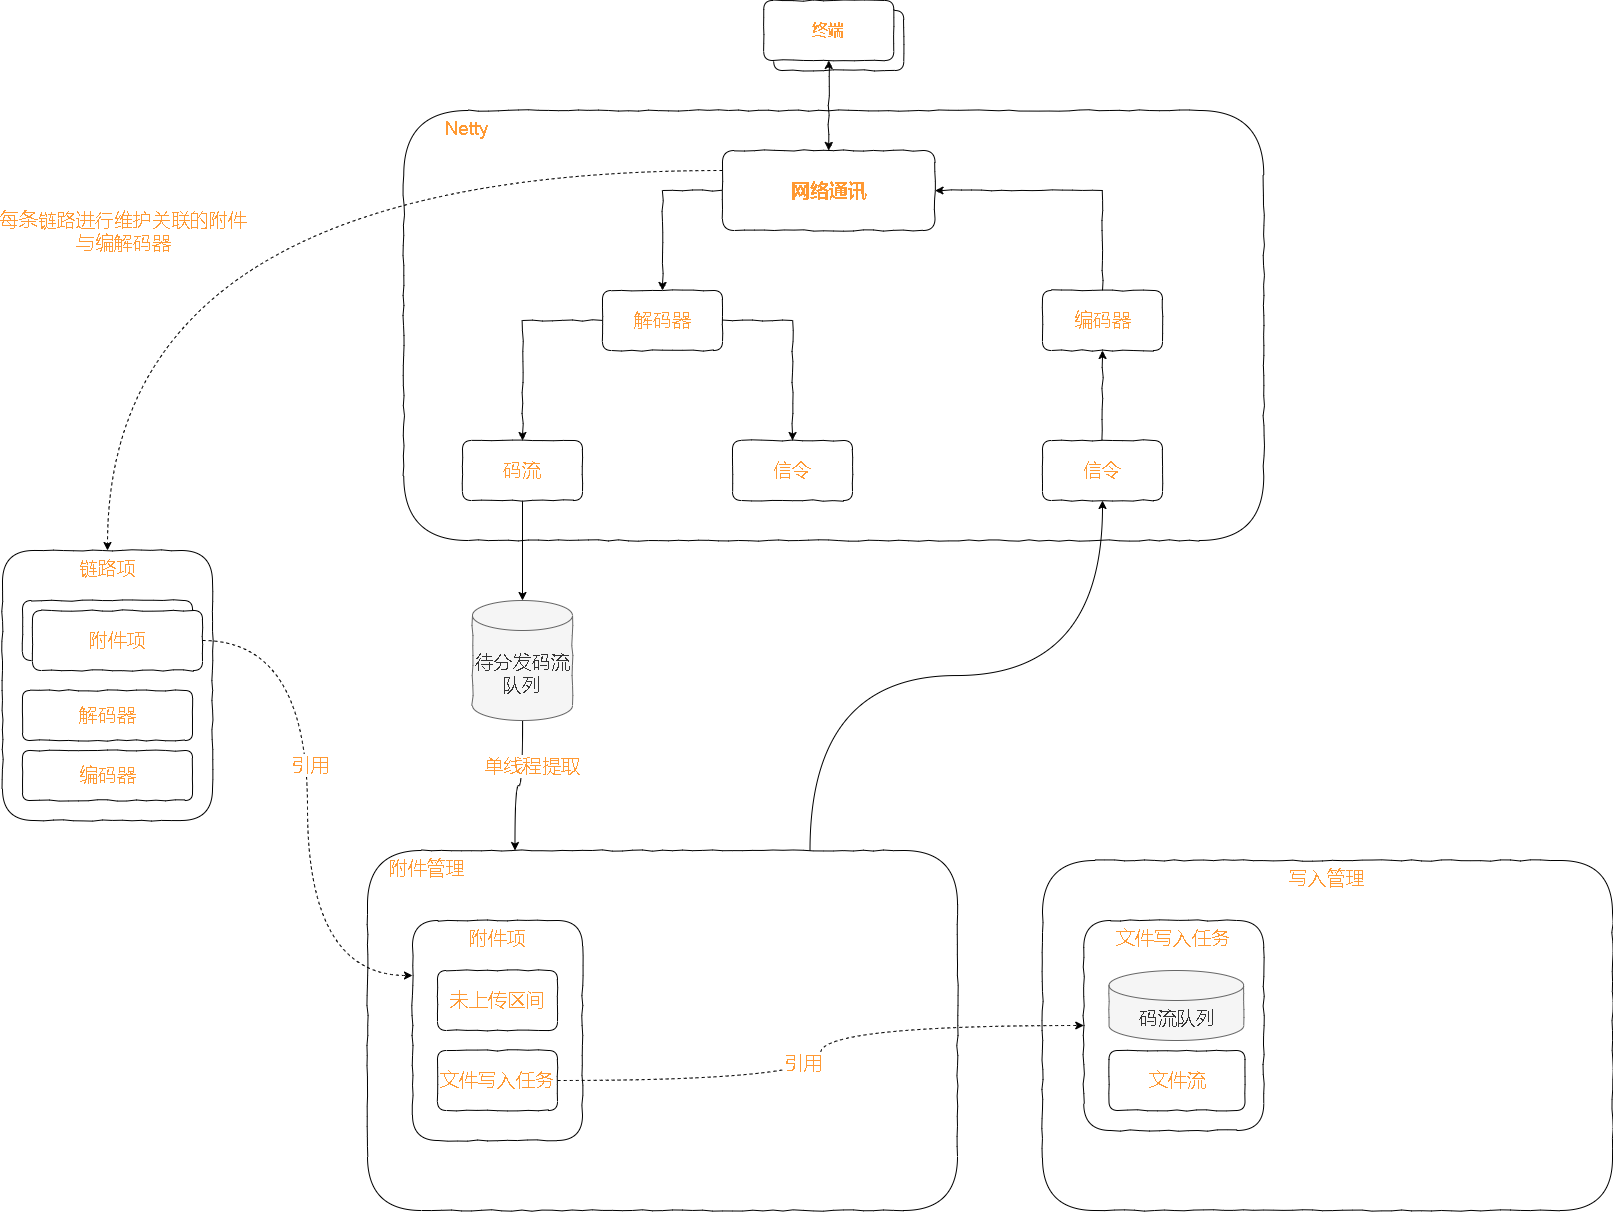 终端
Netty
网络通讯
每条链路进行维护关联的附件
与编解码器
解码器
编码器
码流
信令
信令
链路项
附件项
解码器
编码器
待分发码流
队列
引用
单线程提取
附件管理
附件项
未上传区间
文件写入任务
引用
写入管理
文件写入任务
码流队列
文件流